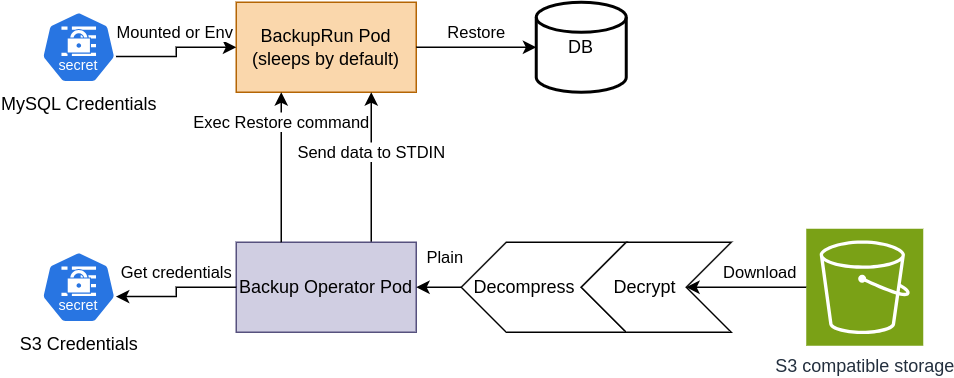 Mounted or Env
BackupRun Pod
(sleeps by default)
Restore
DB
secret
MySQL Credentials
Exec Restore command
Send data to STDIN
Get credentials
Backup Operator Pod
Plain
Decompress
Decrypt
Download
secret
S3 Credentials
S3 compatible storage